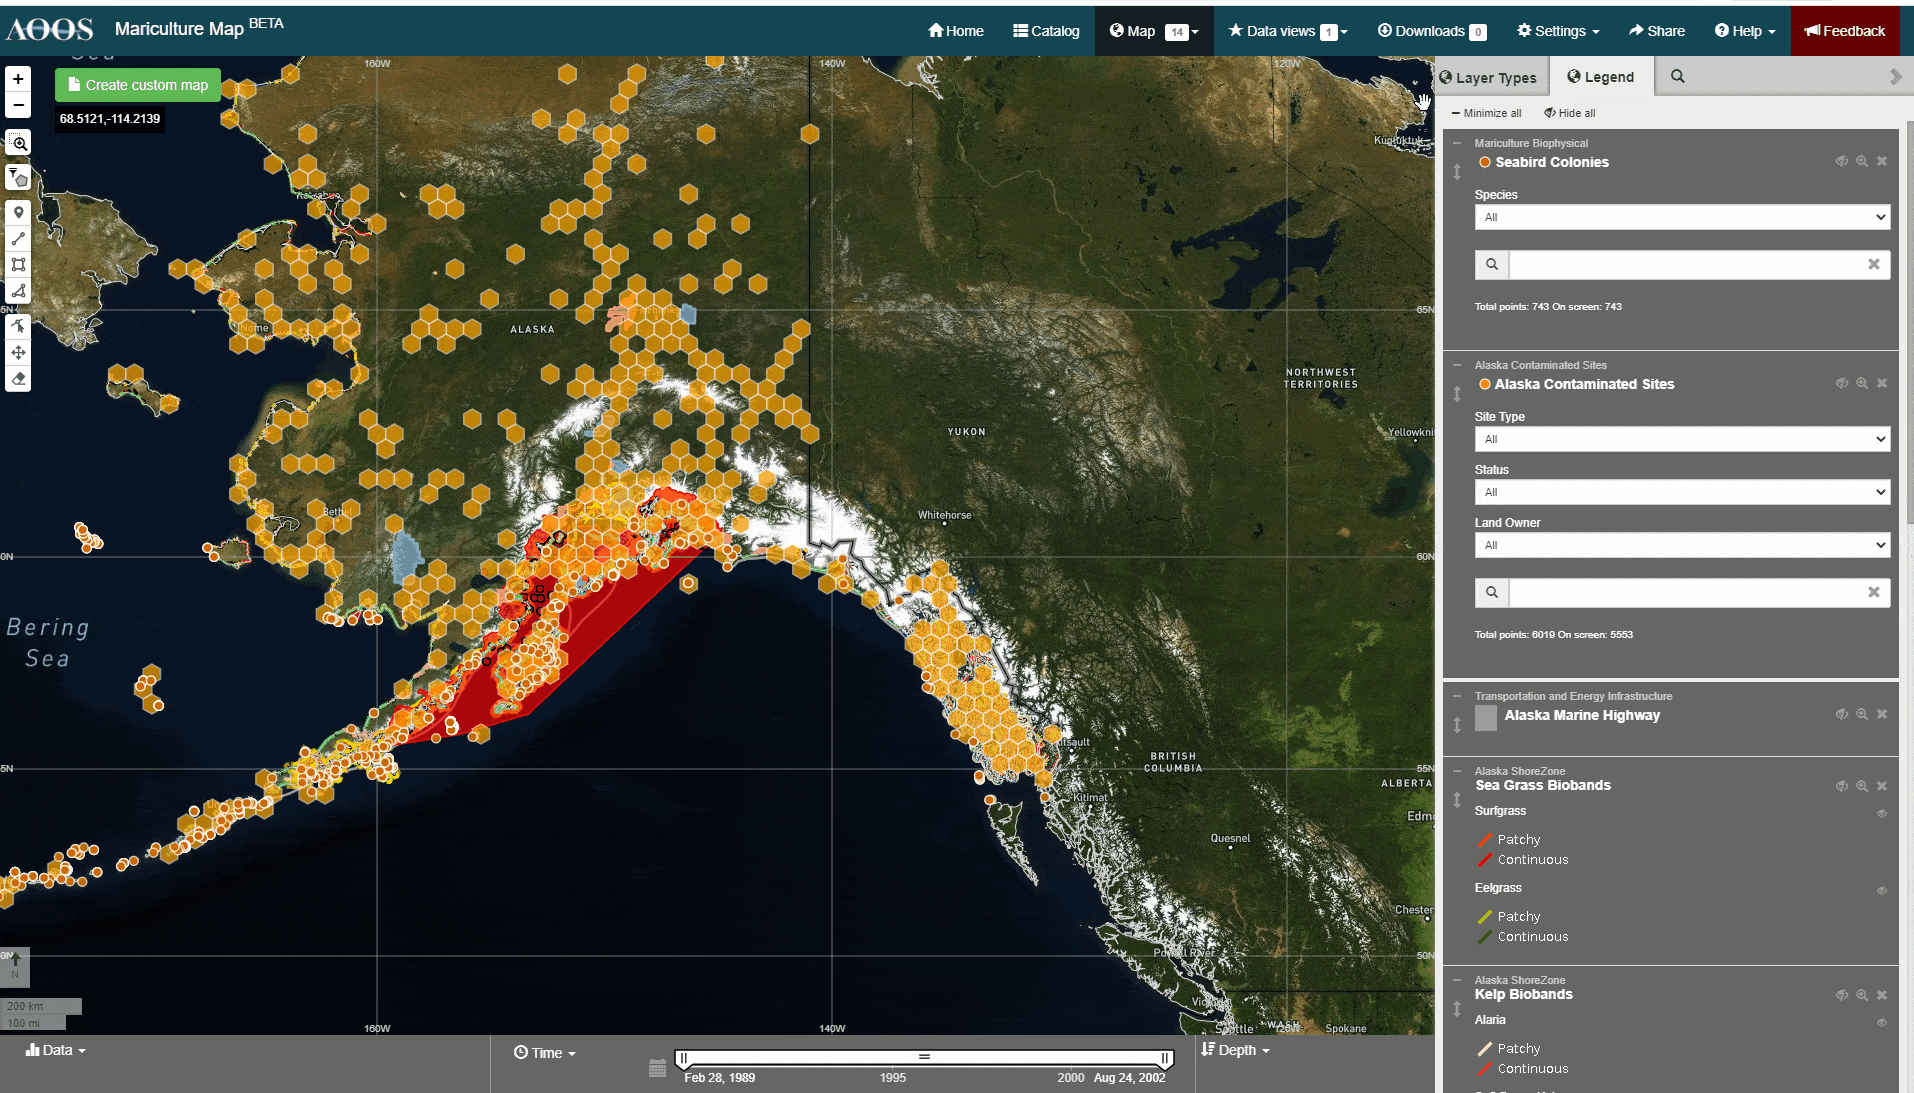 AOOS
Mariculture Map BETA
Home
Catalog
Map 14
Data views 1
Downloads 0
Settings
Share
Help
Feedback
Create custom map
68.5121,-114.2139
160W
140W
120W
Sea
Kugluktuk
ALASKA
Nome
65N
NORTHWEST
TERRITORIES
YUKON
Yellowkni
Bethel
Whitehorse
60N
Bering
Sea
BRITISH
COLUMBIA
55N
ALBERTA
Kitimat
Edm
Quesnel
Chester
50N
Powell River
Seattle
WASH
Spokane
N
200 km
100 mi
160W
140W
120W
Layer Types
Legend
Minimize all
Hide all
Mariculture Biophysical
Seabird Colonies
Species
All
Total points: 743 On screen: 743
Alaska Contaminated Sites
Alaska Contaminated Sites
Site Type
All
Status
All
Land Owner
All
Total points: 6019 On screen: 5553
Transportation and Energy Infrastructure
Alaska Marine Highway
Alaska ShoreZone
Sea Grass Biobands
Surfgrass
Patchy
Continuous
Eelgrass
Patchy
Continuous
Alaska ShoreZone
Kelp Biobands
Alaria
Patchy
Continuous
Data
Time
Feb 28, 1989
1995
2000
Aug 24, 2002
Depth